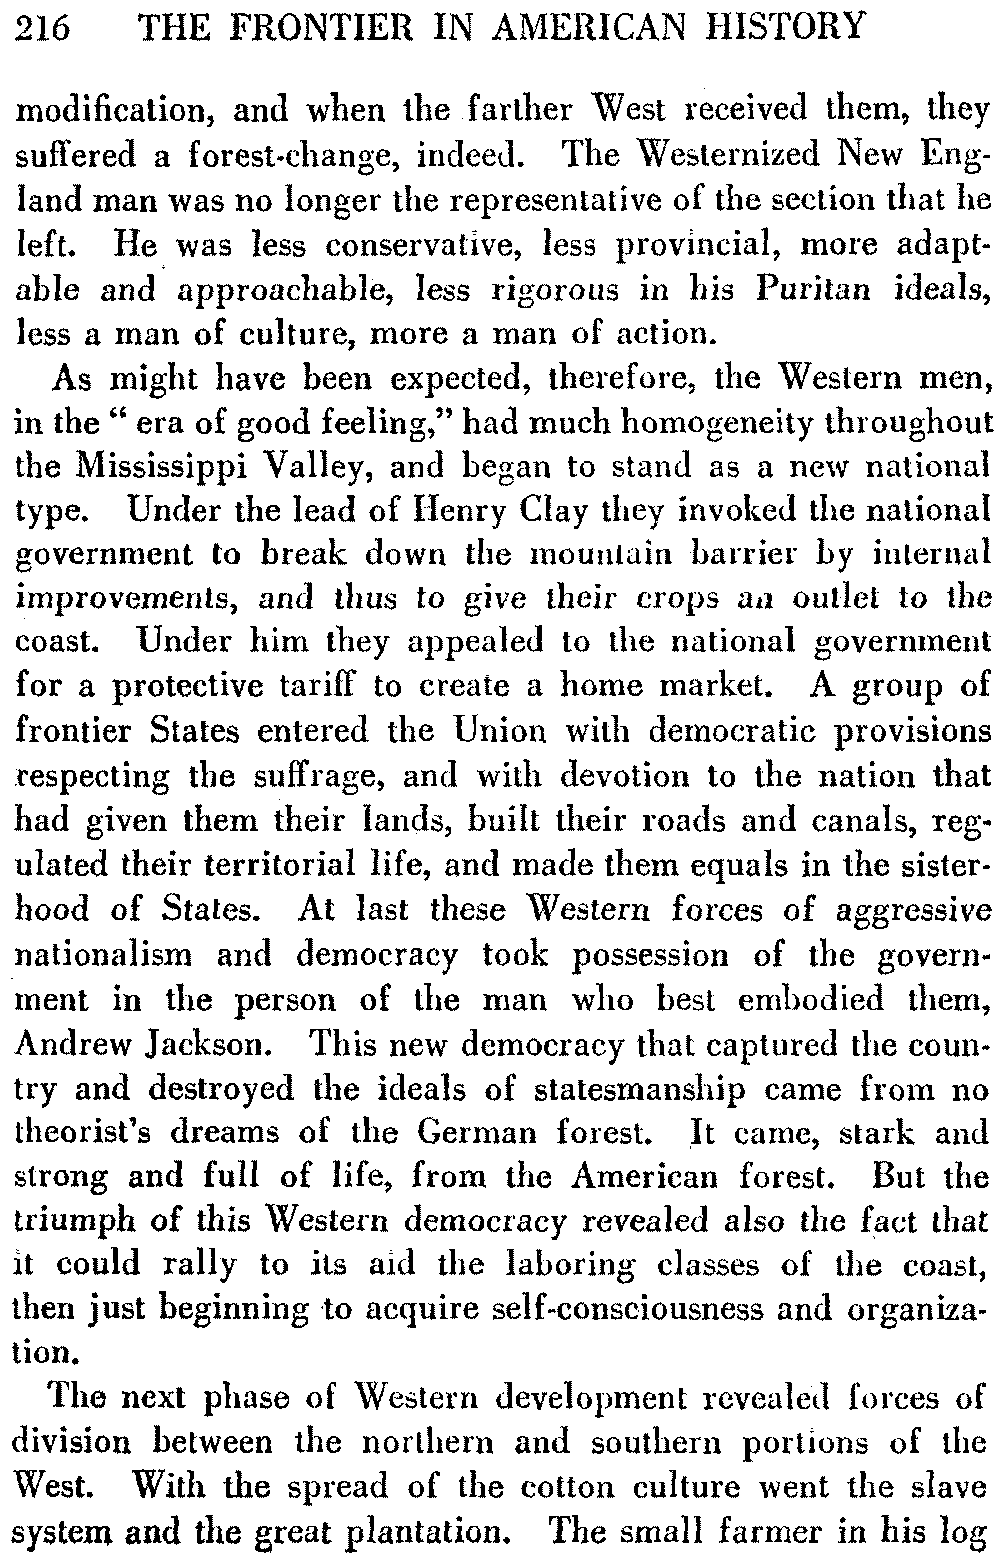 216 THE FRONTIER IN AMERICAN HISTORY
modification, and when the farther West received them, they
suffered a forest-change, indeed. The Westernized New Eng-
land man was no longer the representative of the section that he
left. He was less conservative, less provincial, more adapt-
able and approachable, less rigorous in his Puritan ideals,
less a man of culture, more a man of action.
As might have been expected, therefore, the Western men,
in the " era of good feeling," had much homogeneity throughout
the Mississippi Valley, and began to stand as a new national
type. Under the lead of Henry Clay they invoked the national
government to break down the mountain barrier by internal
improvements, and thus to give their crops an outlet to the
coast. Under him they appealed to the national government
for a protective tariff to create a home market. A group of
frontier States entered the Union with democratic provisions
respecting the suffrage, and with devotion to the nation that
had given them their lands, built their roads and canals, reg-
ulated their territorial life, and made them equals in the sister-
hood of States. At last these Western forces of aggressive
nationalism and democracy took possession of the govern-
ment in the person of the man who best embodied them,
Andrew Jackson. This new democracy that captured the coun-
try and destroyed the ideals of statesmanship came from no
theorist's dreams of the German forest. It came, stark and
strong and full of life, from the American forest. But the
triumph of this Western democracy revealed also the fact that
it could rally to its aid the laboring classes of the coast,
then just beginning to acquire self-consciousness and organiza-
tion.
The next phase of Western development revealed forces of
division between the northern and southern portions of the
West. With the spread of the cotton culture went the slave
system and the great plantation. The small farmer in his log